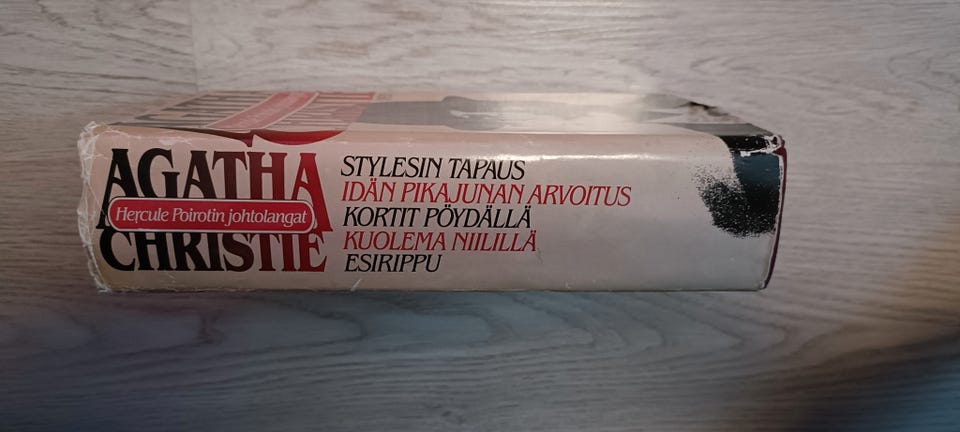 AGATHA
Hercule Poirotin johtolangat
CHRISTIE
STYLESIN TAPAUS
IDÄN PIKAJUNAN ARVOITUS
KORTIT PÖYDÄLLÄ
KUOLEMA NIILILLÄ
ESIRIPPU